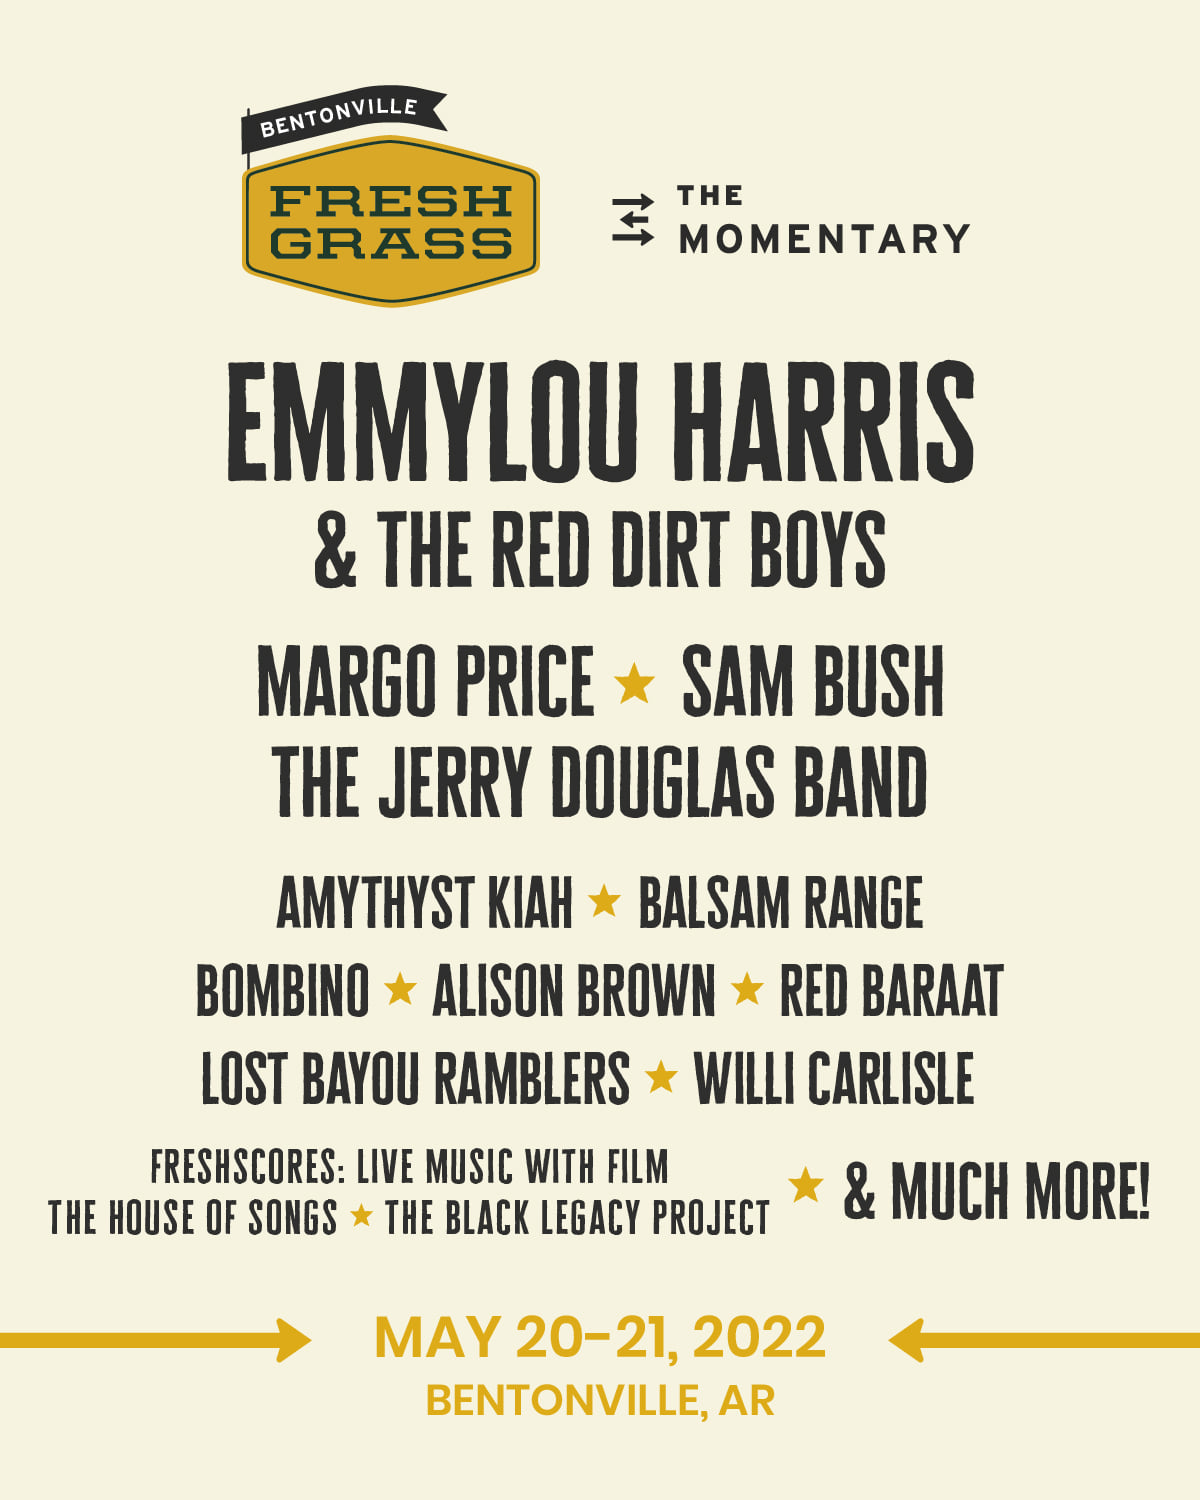 BENTONVILLE
FRESH
GRASS
THE
MOMENTARY
EMMYLOU HARRIS
& THE RED DIRT BOYS
MARGO PRICE ★ SAM BUSH
THE JERRY DOUGLAS BAND
AMYTHYST KIAH ★ BALSAM RANGE
BOMBINO ★ ALISON BROWN ★ RED BARAAT
LOST BAYOU RAMBLERS ★ WILLI CARLISLE
FRESHSCORES: LIVE MUSIC WITH FILM
THE HOUSE OF SONGS ★ THE BLACK LEGACY PROJECT
★ & MUCH MORE!
MAY 20-21, 2022
BENTONVILLE, AR